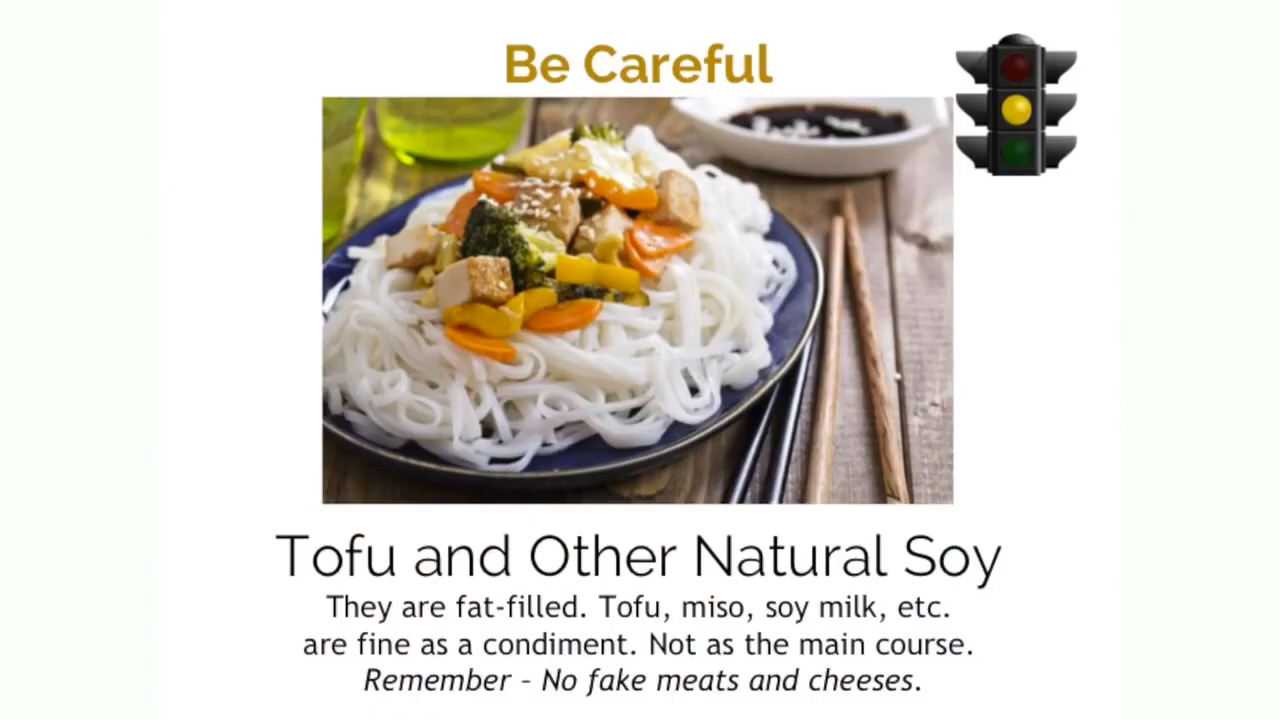 Be Careful
Tofu and Other Natural Soy
They are fat-filled. Tofu, miso, soy milk, etc.
are fine as a condiment. Not as the main course.
Remember – No fake meats and cheeses.